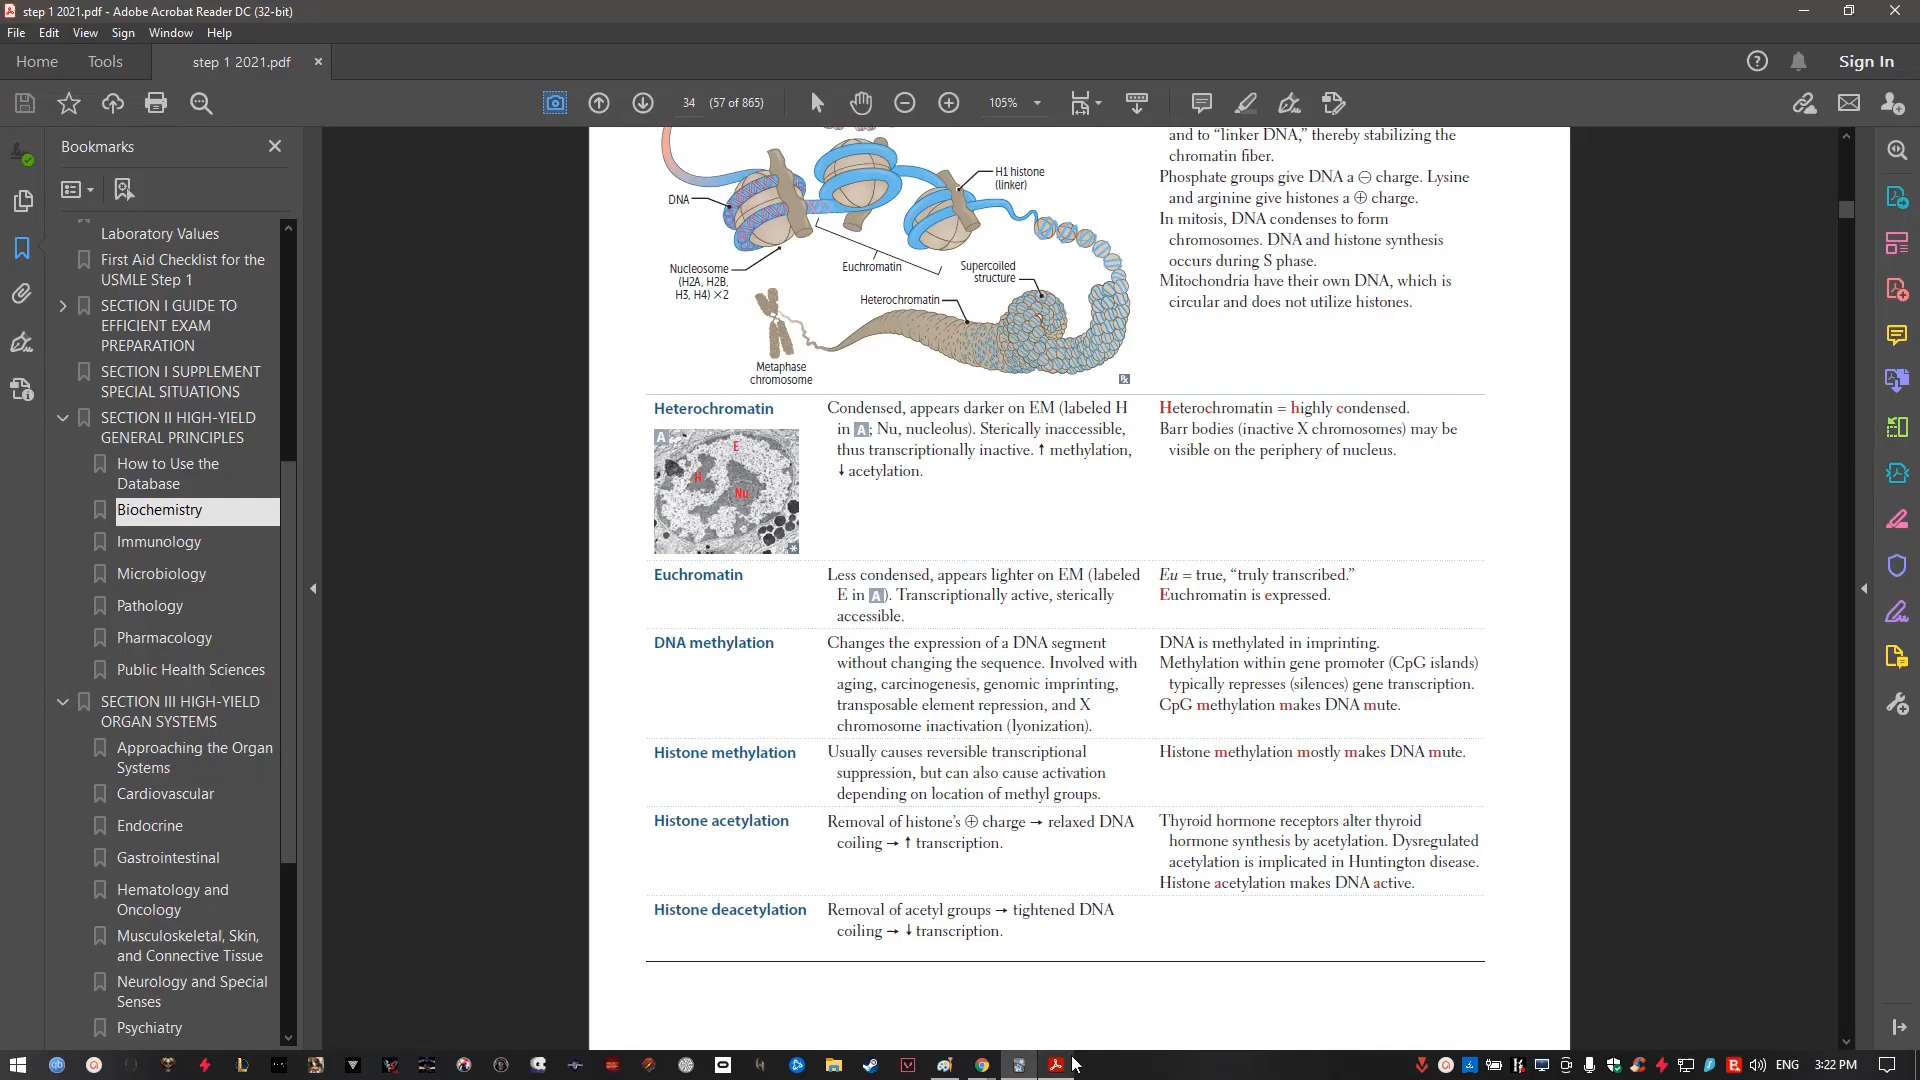 step 1 2021.pdf - Adobe Acrobat Reader DC (32-bit)
File Edit View Sign Window Help
Home Tools step 1 2021.pdf × Sign In
34 (57 of 865) 105%
Bookmarks
Laboratory Values
First Aid Checklist for the
USMLE Step 1
SECTION I GUIDE TO
EFFICIENT EXAM
PREPARATION
SECTION I SUPPLEMENT
SPECIAL SITUATIONS
SECTION II HIGH-YIELD
GENERAL PRINCIPLES
How to Use the
Database
Biochemistry
Immunology
Microbiology
Pathology
Pharmacology
Public Health Sciences
SECTION III HIGH-YIELD
ORGAN SYSTEMS
Approaching the Organ
Systems
Cardiovascular
Endocrine
Gastrointestinal
Hematology and
Oncology
Musculoskeletal, Skin,
and Connective Tissue
Neurology and Special
Senses
Psychiatry
DNA
H1 histone
(linker)
Nucleosome
(H2A, H2B,
H3, H4) ×2
Euchromatin
Supercoiled
structure
Heterochromatin
Metaphase
chromosome
and to “linker DNA,” thereby stabilizing the
chromatin fiber.
Phosphate groups give DNA a ⊖ charge. Lysine
and arginine give histones a ⊕ charge.
In mitosis, DNA condenses to form
chromosomes. DNA and histone synthesis
occurs during S phase.
Mitochondria have their own DNA, which is
circular and does not utilize histones.
Heterochromatin
A
E
H
Nu
Condensed, appears darker on EM (labeled H
in A; Nu, nucleolus). Sterically inaccessible,
thus transcriptionally inactive. ↑ methylation,
↓ acetylation.
Heterochromatin = highly condensed.
Barr bodies (inactive X chromosomes) may be
visible on the periphery of nucleus.
Euchromatin
Less condensed, appears lighter on EM (labeled
E in A). Transcriptionally active, sterically
accessible.
Eu = true, “truly transcribed.”
Euchromatin is expressed.
DNA methylation
Changes the expression of a DNA segment
without changing the sequence. Involved with
aging, carcinogenesis, genomic imprinting,
transposable element repression, and X
chromosome inactivation (lyonization).
DNA is methylated in imprinting.
Methylation within gene promoter (CpG islands)
typically represses (silences) gene transcription.
CpG methylation makes DNA mute.
Histone methylation
Usually causes reversible transcriptional
suppression, but can also cause activation
depending on location of methyl groups.
Histone methylation mostly makes DNA mute.
Histone acetylation
Removal of histone’s ⊕ charge → relaxed DNA
coiling → ↑ transcription.
Thyroid hormone receptors alter thyroid
hormone synthesis by acetylation. Dysregulated
acetylation is implicated in Huntington disease.
Histone acetylation makes DNA active.
Histone deacetylation
Removal of acetyl groups → tightened DNA
coiling → ↓ transcription.
ENG 3:22 PM